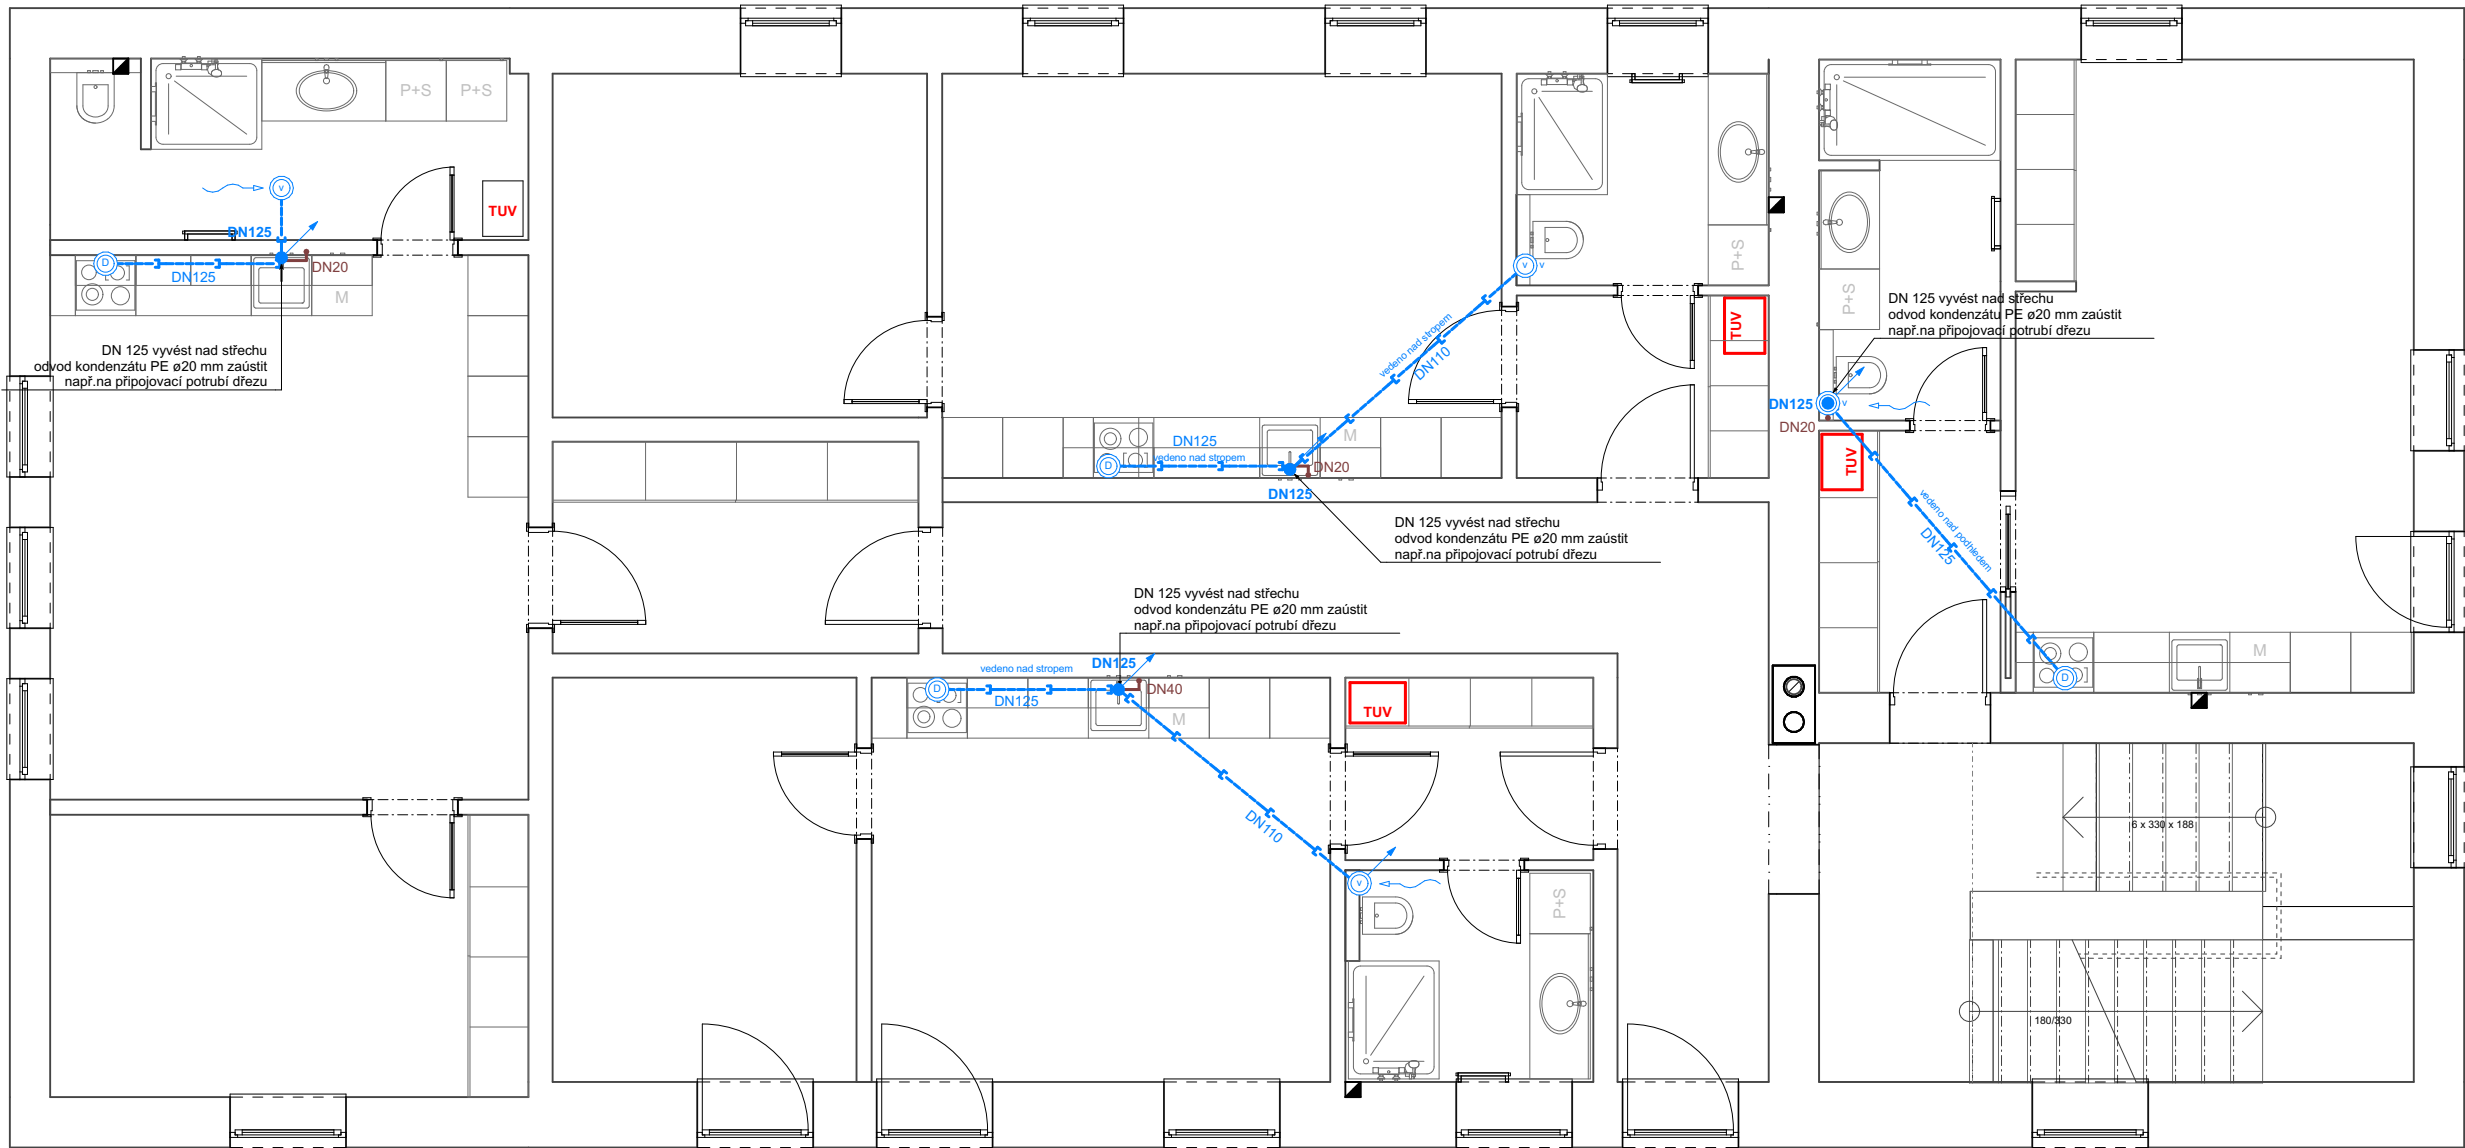 P+S
P+S
V
TUV
DN125
D
DN125
DN20
M
DN 125 vyvést nad střechu
odvod kondenzátu PE ø20 mm zaústit
např.na připojovací potrubí dřezu
P+S
V
V
TUV
vedeno nad stropem
DN110
M
DN125
vedeno nad stropem
D
DN20
DN125
DN 125 vyvést nad střechu
odvod kondenzátu PE ø20 mm zaústit
např.na připojovací potrubí dřezu
P+S
DN 125 vyvést nad střechu
odvod kondenzátu PE ø20 mm zaústit
např.na připojovací potrubí dřezu
DN125
V
DN20
TUV
vedeno nad podhledem
DN125
M
D
DN 125 vyvést nad střechu
odvod kondenzátu PE ø20 mm zaústit
např.na připojovací potrubí dřezu
vedeno nad stropem
DN125
D
DN125
DN40
M
TUV
DN110
V
P+S
6 x 330 x 188
180/330